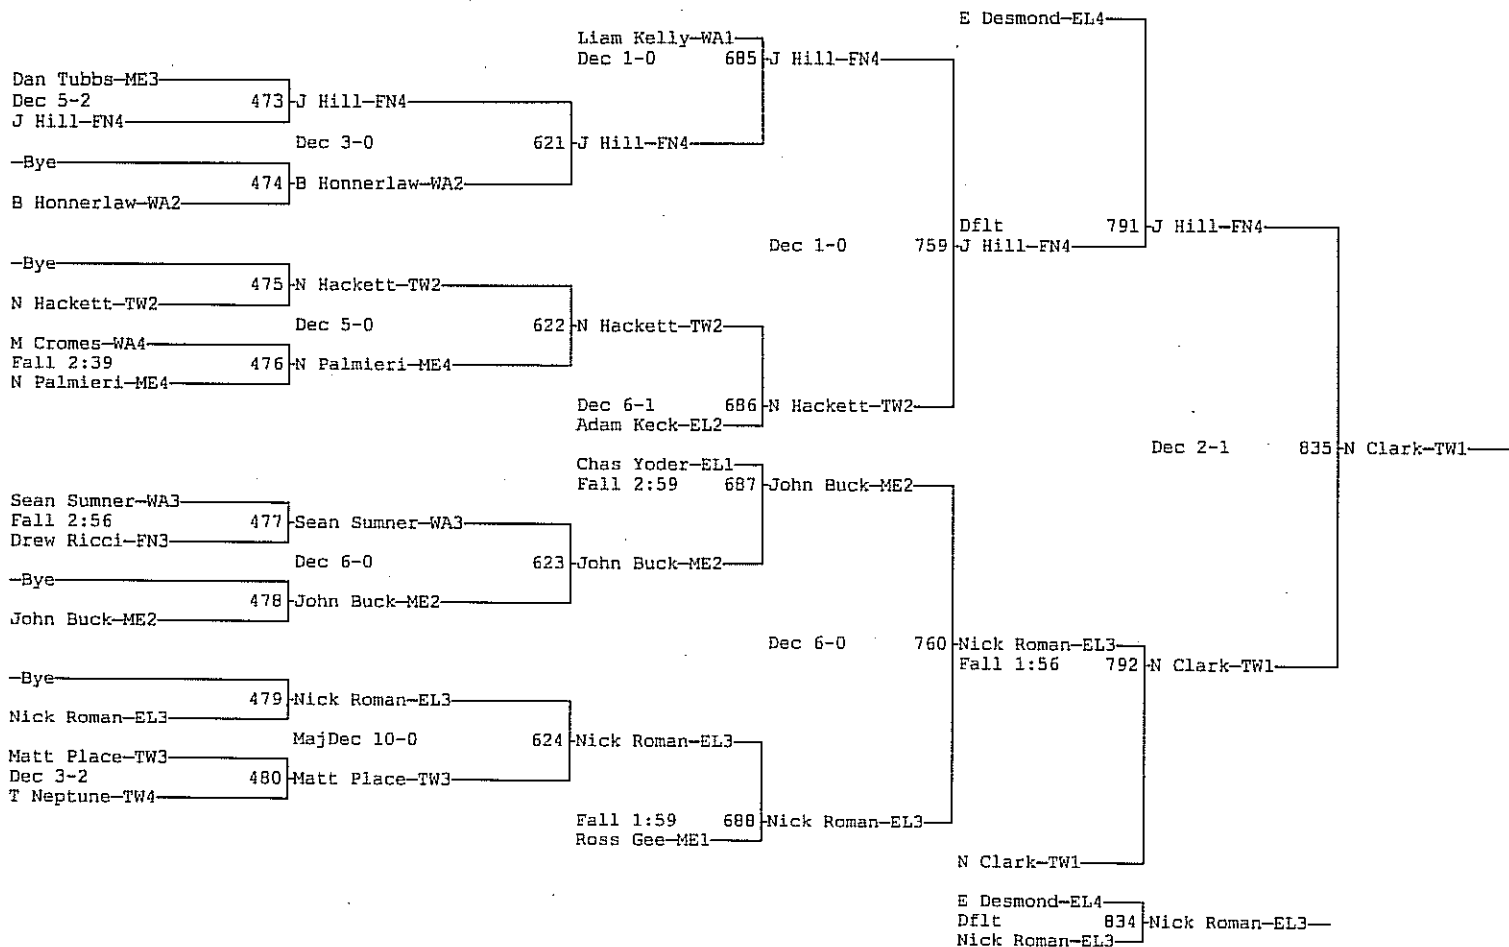 E Desmond-EL4
Liam Kelly-WA1
Dec 1-0 685 J Hill-FN4
Dan Tubbs-ME3
Dec 5-2 473 J Hill-FN4
J Hill-FN4
Dec 3-0 621 J Hill-FN4
-Bye
474 B Honnerlaw-WA2
B Honnerlaw-WA2
Dflt 791 J Hill-FN4
Dec 1-0 759 J Hill-FN4
-Bye
475 N Hackett-TW2
N Hackett-TW2
Dec 5-0 622 N Hackett-TW2
M Cromes-WA4
Fall 2:39 476 N Palmieri-ME4
N Palmieri-ME4
Dec 6-1 686 N Hackett-TW2
Adam Keck-EL2
Dec 2-1 835 N Clark-TW1
Chas Yoder-EL1
Fall 2:59 687 John Buck-ME2
Sean Sumner-WA3
Fall 2:56 477 Sean Sumner-WA3
Drew Ricci-FN3
Dec 6-0 623 John Buck-ME2
-Bye
478 John Buck-ME2
John Buck-ME2
Dec 6-0 760 Nick Roman-EL3
Fall 1:56 792 N Clark-TW1
-Bye
479 Nick Roman-EL3
Nick Roman-EL3
MajDec 10-0 624 Nick Roman-EL3
Matt Place-TW3
Dec 3-2 480 Matt Place-TW3
T Neptune-TW4
Fall 1:59 688 Nick Roman-EL3
Ross Gee-ME1
N Clark-TW1
E Desmond-EL4
Dflt 834 Nick Roman-EL3
Nick Roman-EL3